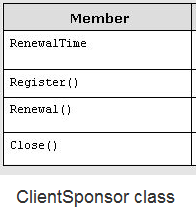 Member
RenewalTime
Register()
Renewal()
Close()
ClientSponsor class